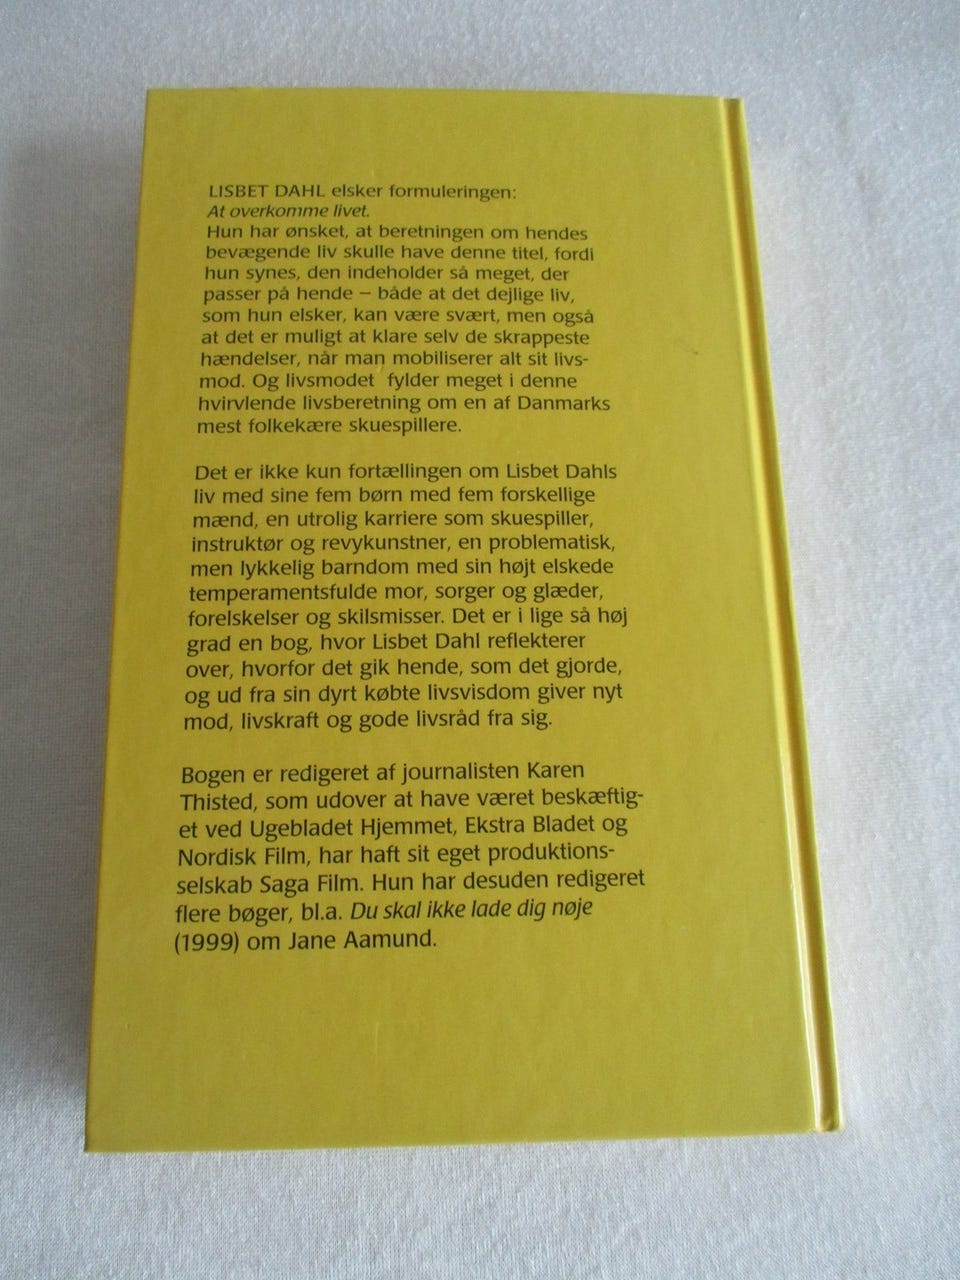 LISBET DAHL elsker formuleringen:
At overkomme livet.
Hun har ønsket, at beretningen om hendes
bevægende liv skulle have denne titel, fordi
hun synes, den indeholder så meget, der
passer på hende – både at det dejlige liv,
som hun elsker, kan være svært, men også
at det er muligt at klare selv de skrappeste
hændelser, når man mobiliserer alt sit livs-
mod. Og livsmodet fylder meget i denne
hvirvlende livsberetning om en af Danmarks
mest folkekære skuespillere.
Det er ikke kun fortællingen om Lisbet Dahls
liv med sine fem børn med fem forskellige
mænd, en utrolig karriere som skuespiller,
instruktør og revykunstner, en problematisk,
men lykkelig barndom med sin højt elskede
temperamentsfulde mor, sorger og glæder,
forelskelser og skilsmisser. Det er i lige så høj
grad en bog, hvor Lisbet Dahl reflekterer
over, hvorfor det gik hende, som det gjorde,
og ud fra sin dyrt købte livsvisdom giver nyt
mod, livskraft og gode livsråd fra sig.
Bogen er redigeret af journalisten Karen
Thisted, som udover at have været beskæftig-
et ved Ugebladet Hjemmet, Ekstra Bladet og
Nordisk Film, har haft sit eget produktions-
selskab Saga Film. Hun har desuden redigeret
flere bøger, bl.a. Du skal ikke lade dig nøje
(1999) om Jane Aamund.